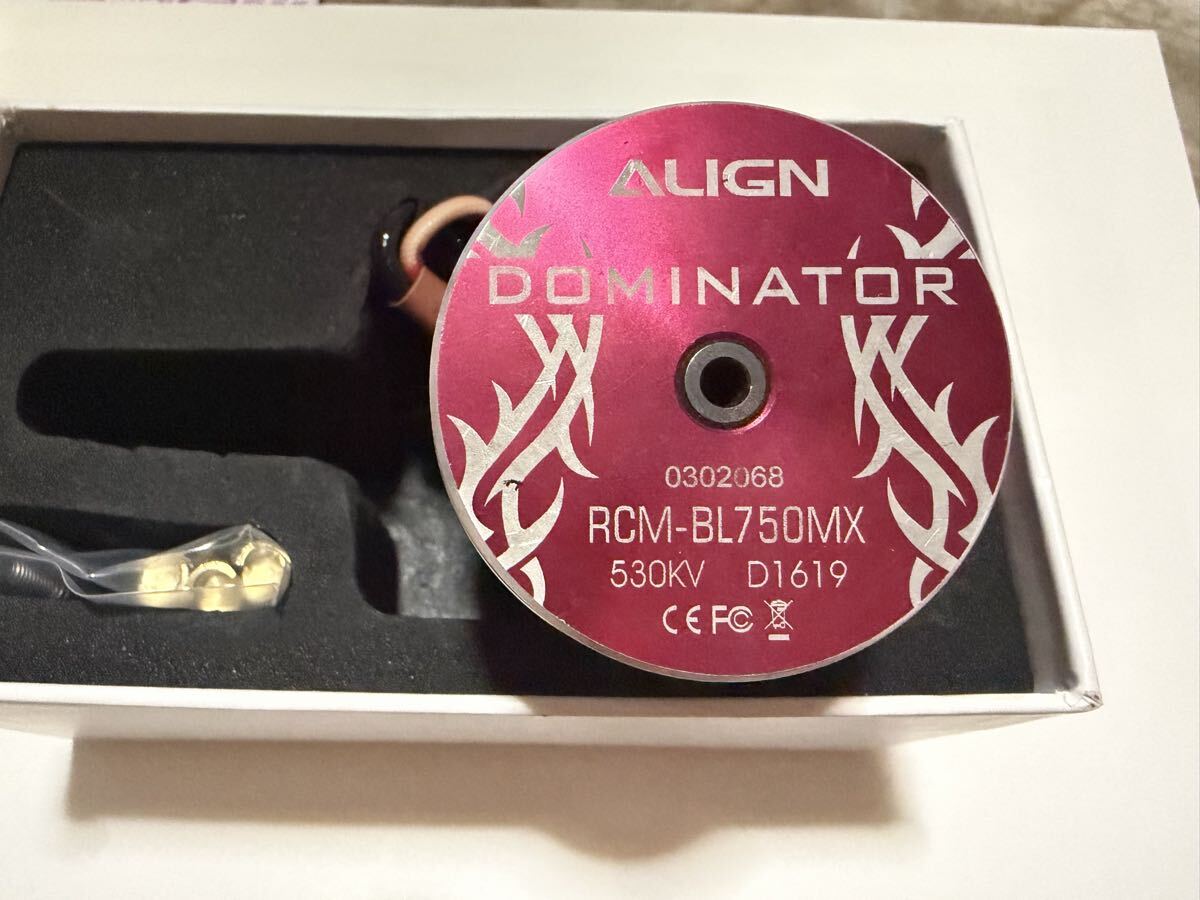 ALIGN
DOMINATOR
0302068
RCM-BL750MX
530KV D1619
CE FC